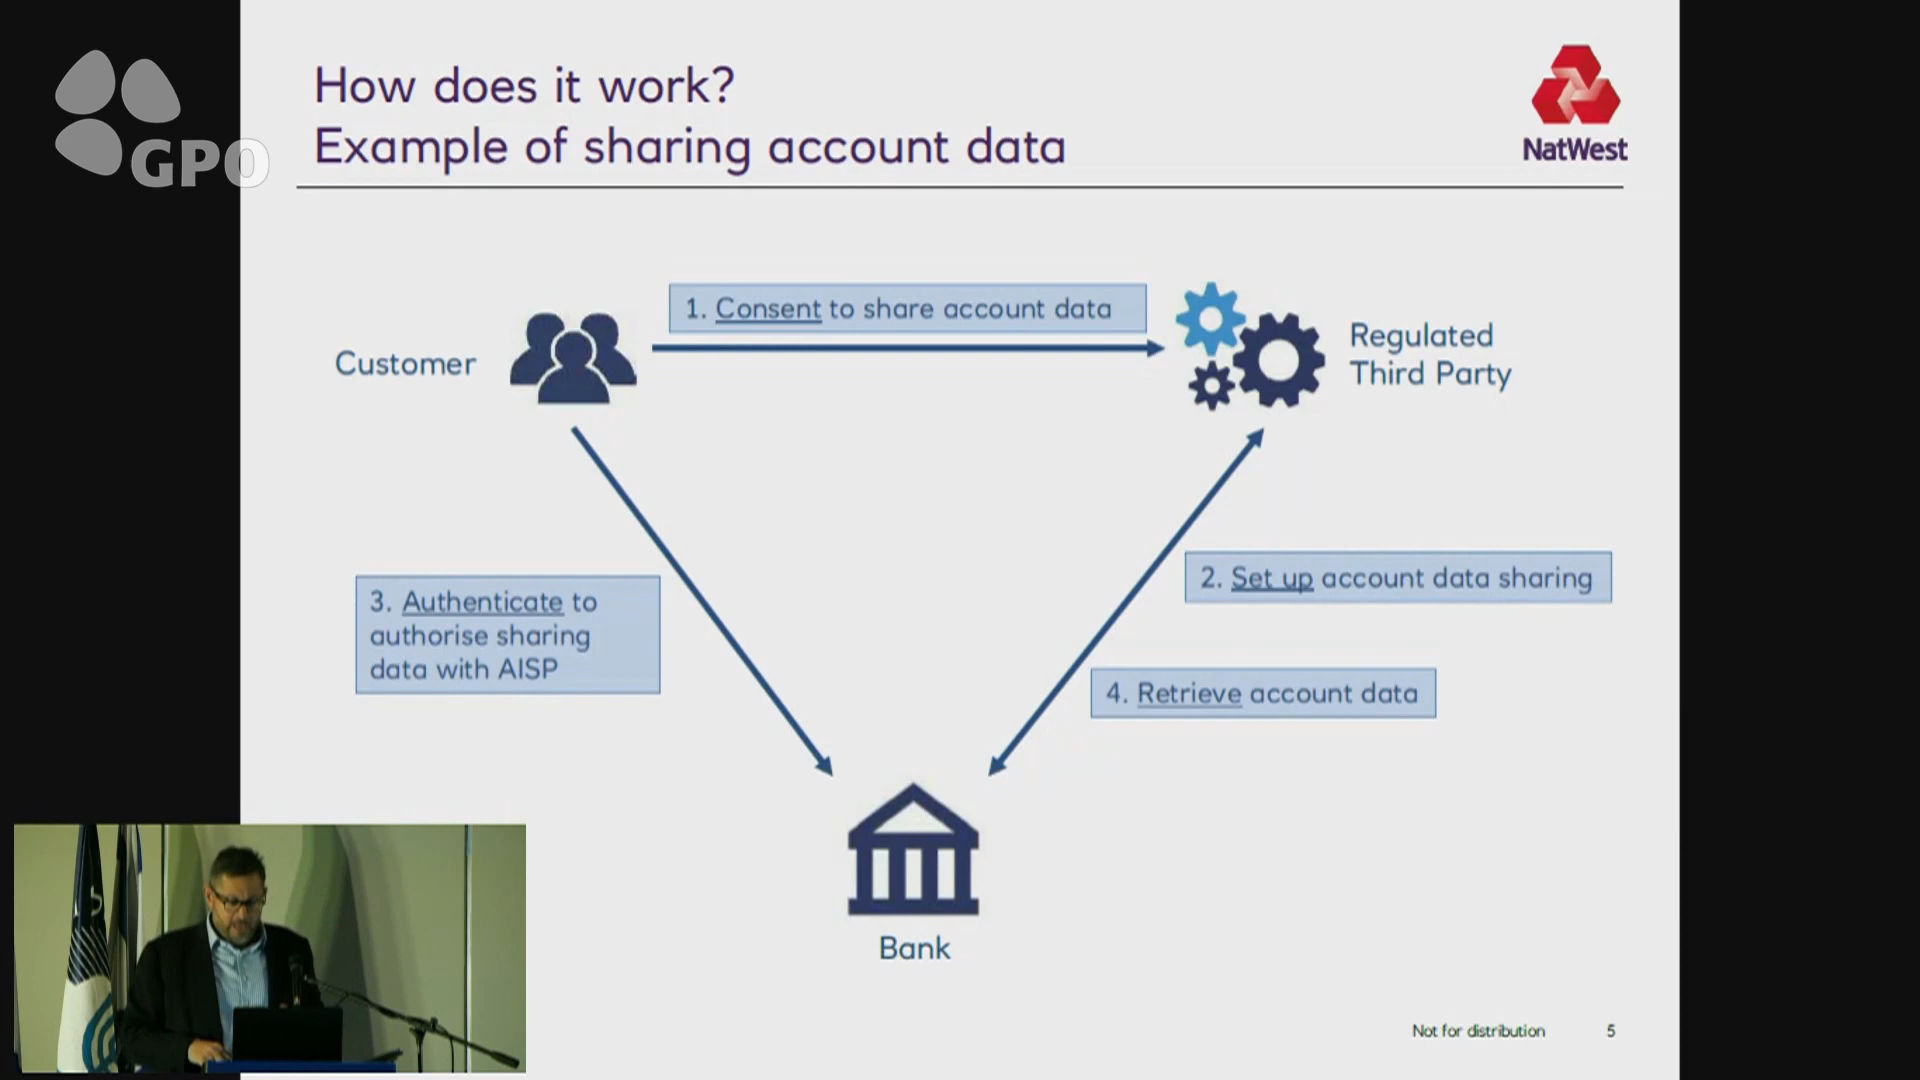 GPO
How does it work?
Example of sharing account data
NatWest
1. Consent to share account data
Customer
Regulated
Third Party
2. Set up account data sharing
3. Authenticate to
authorise sharing
data with AISP
4. Retrieve account data
Bank
Not for distribution 5